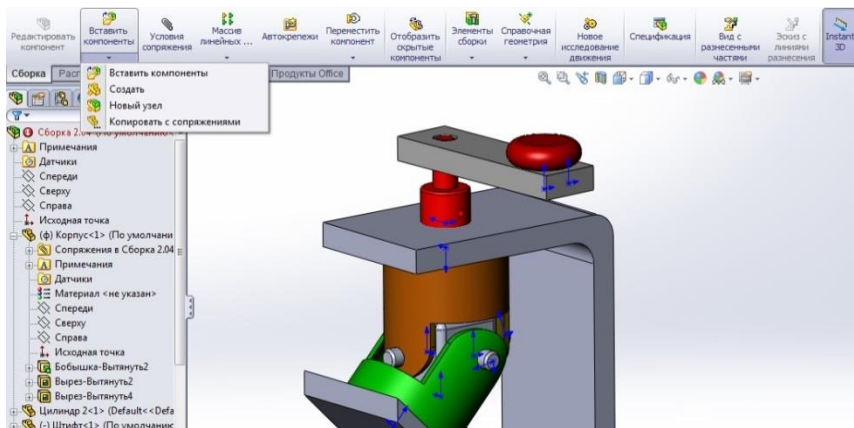 Редактировать компонент
Вставить компоненты
Условия сопряжения
Массив линейных ...
Автокрепежи
Переместить компонент
Отобразить скрытые компоненты
Элементы сборки
Справочная геометрия
Новое исследование движения
Спецификация
Вид с разнесенными частями
Эскиз с линиями разнесения
Instant 3D
Сборка
Расп
Продукты Office
Вставить компоненты
Создать
Новый узел
Копировать с сопряжениями
Сборка 2.04 (По умолчанию<
Примечания
Датчики
Спереди
Сверху
Справа
Исходная точка
(ф) Корпус<1> (По умолчани
Сопряжения в Сборка 2.04
Примечания
Датчики
Материал <не указан>
Спереди
Сверху
Справа
Исходная точка
Бобышка-Вытянуть2
Вырез-Вытянуть2
Вырез-Вытянуть4
Цилиндр 2<1> (Default<<Defa
(-) Штифт<1> (По умолчанию